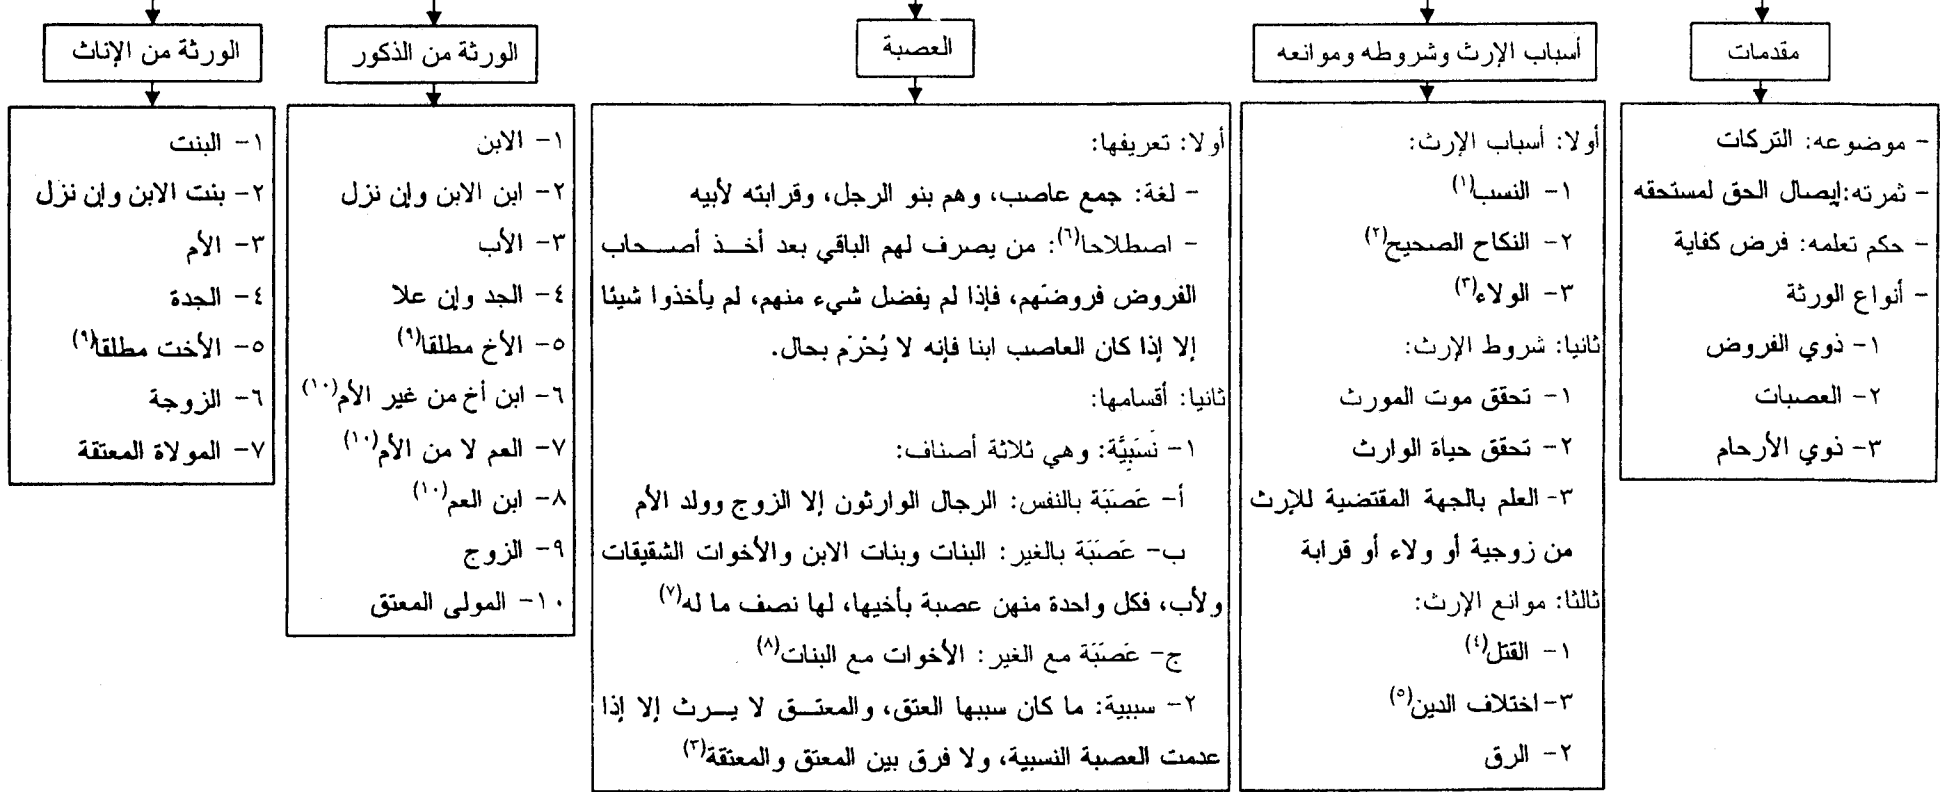 مقدمات
- موضوعه: التركات
- ثمرته:إيصال الحق لمستحقه
- حكم تعلمه: فرض كفاية
- أنواع الورثة
١- ذوي الفروض
٢- العصبات
٣- ذوي الأرحام
أسباب الإرث وشروطه وموانعه
أولا: أسباب الإرث:
١- النسب(١)
٢- النكاح الصحيح(٢)
٣- الولاء(٣)
ثانيا: شروط الإرث:
١- تحقق موت المورث
٢- تحقق حياة الوارث
٣- العلم بالجهة المقتضية للإرث
من زوجية أو ولاء أو قرابة
ثالثا: موانع الإرث:
١- القتل(٤)
٣- اختلاف الدين(٥)
٢- الرق
العصبة
أولا: تعريفها:
- لغة: جمع عاصب، وهم بنو الرجل، وقرابته لأبيه
- اصطلاحا(٦): من يصرف لهم الباقي بعد أخذ أصحاب
الفروض فروضهم، فإذا لم يفضل شيء منهم، لم يأخذوا شيئا
إلا إذا كان العاصب ابنا فإنه لا يُحْرَم بحال.
ثانيا: أقسامها:
١- نَسَبِيَّة: وهي ثلاثة أصناف:
أ- عَصَبَة بالنفس: الرجال الوارثون إلا الزوج وولد الأم
ب- عَصَبَة بالغير: البنات وبنات الابن والأخوات الشقيقات
ولأب، فكل واحدة منهن عصبة بأخيها، لها نصف ما له(٧)
ج- عَصَبَة مع الغير: الأخوات مع البنات(٨)
٢- سببية: ما كان سببها العتق، والمعتق لا يرث إلا إذا
عدمت العصبة النسبية، ولا فرق بين المعتق والمعتقة(٣)
الورثة من الذكور
١- الابن
٢- ابن الابن وإن نزل
٣- الأب
٤- الجد وإن علا
٥- الأخ مطلقا(٩)
٦- ابن أخ من غير الأم(١٠)
٧- العم لا من الأم(١٠)
٨- ابن العم(١٠)
٩- الزوج
١٠- المولى المعتق
الورثة من الإناث
١- البنت
٢- بنت الابن وإن نزل
٣- الأم
٤- الجدة
٥- الأخت مطلقا(٩)
٦- الزوجة
٧- المولاة المعتقة